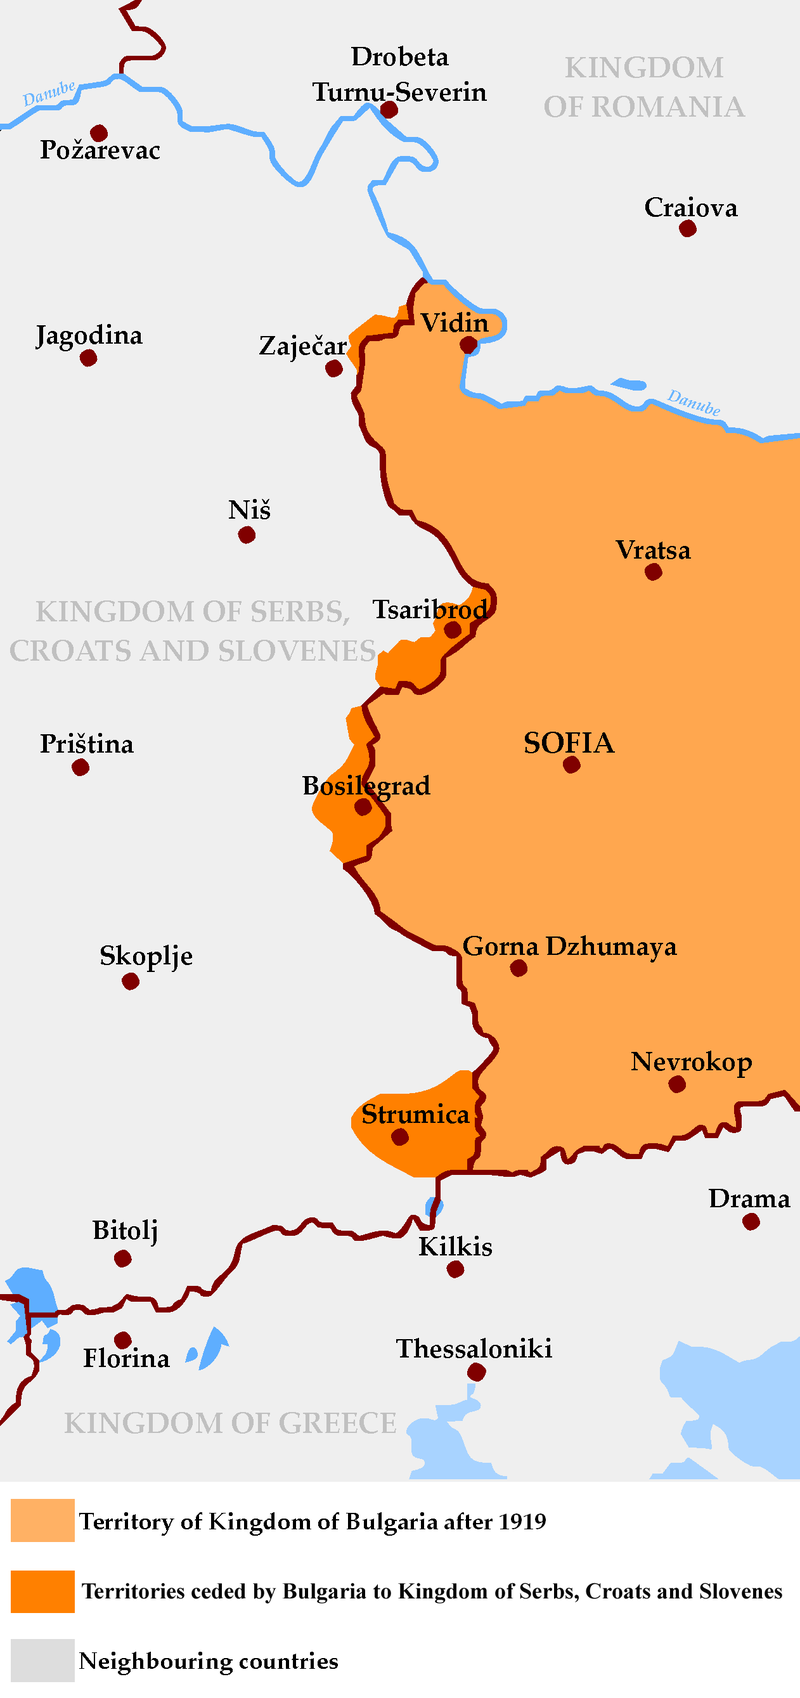 Drobeta
Turnu-Severin
KINGDOM
OF ROMANIA
Danube
Požarevac
Craiova
Vidin
Jagodina
Zaječar
Danube
Niš
Vratsa
KINGDOM OF SERBS,
CROATS AND SLOVENES
Tsaribrod
Priština
SOFIA
Bosilegrad
Skoplje
Gorna Dzhumaya
Nevrokop
Strumica
Drama
Bitolj
Kilkis
Florina
Thessaloniki
KINGDOM OF GREECE
Territory of Kingdom of Bulgaria after 1919
Territories ceded by Bulgaria to Kingdom of Serbs, Croats and Slovenes
Neighbouring countries